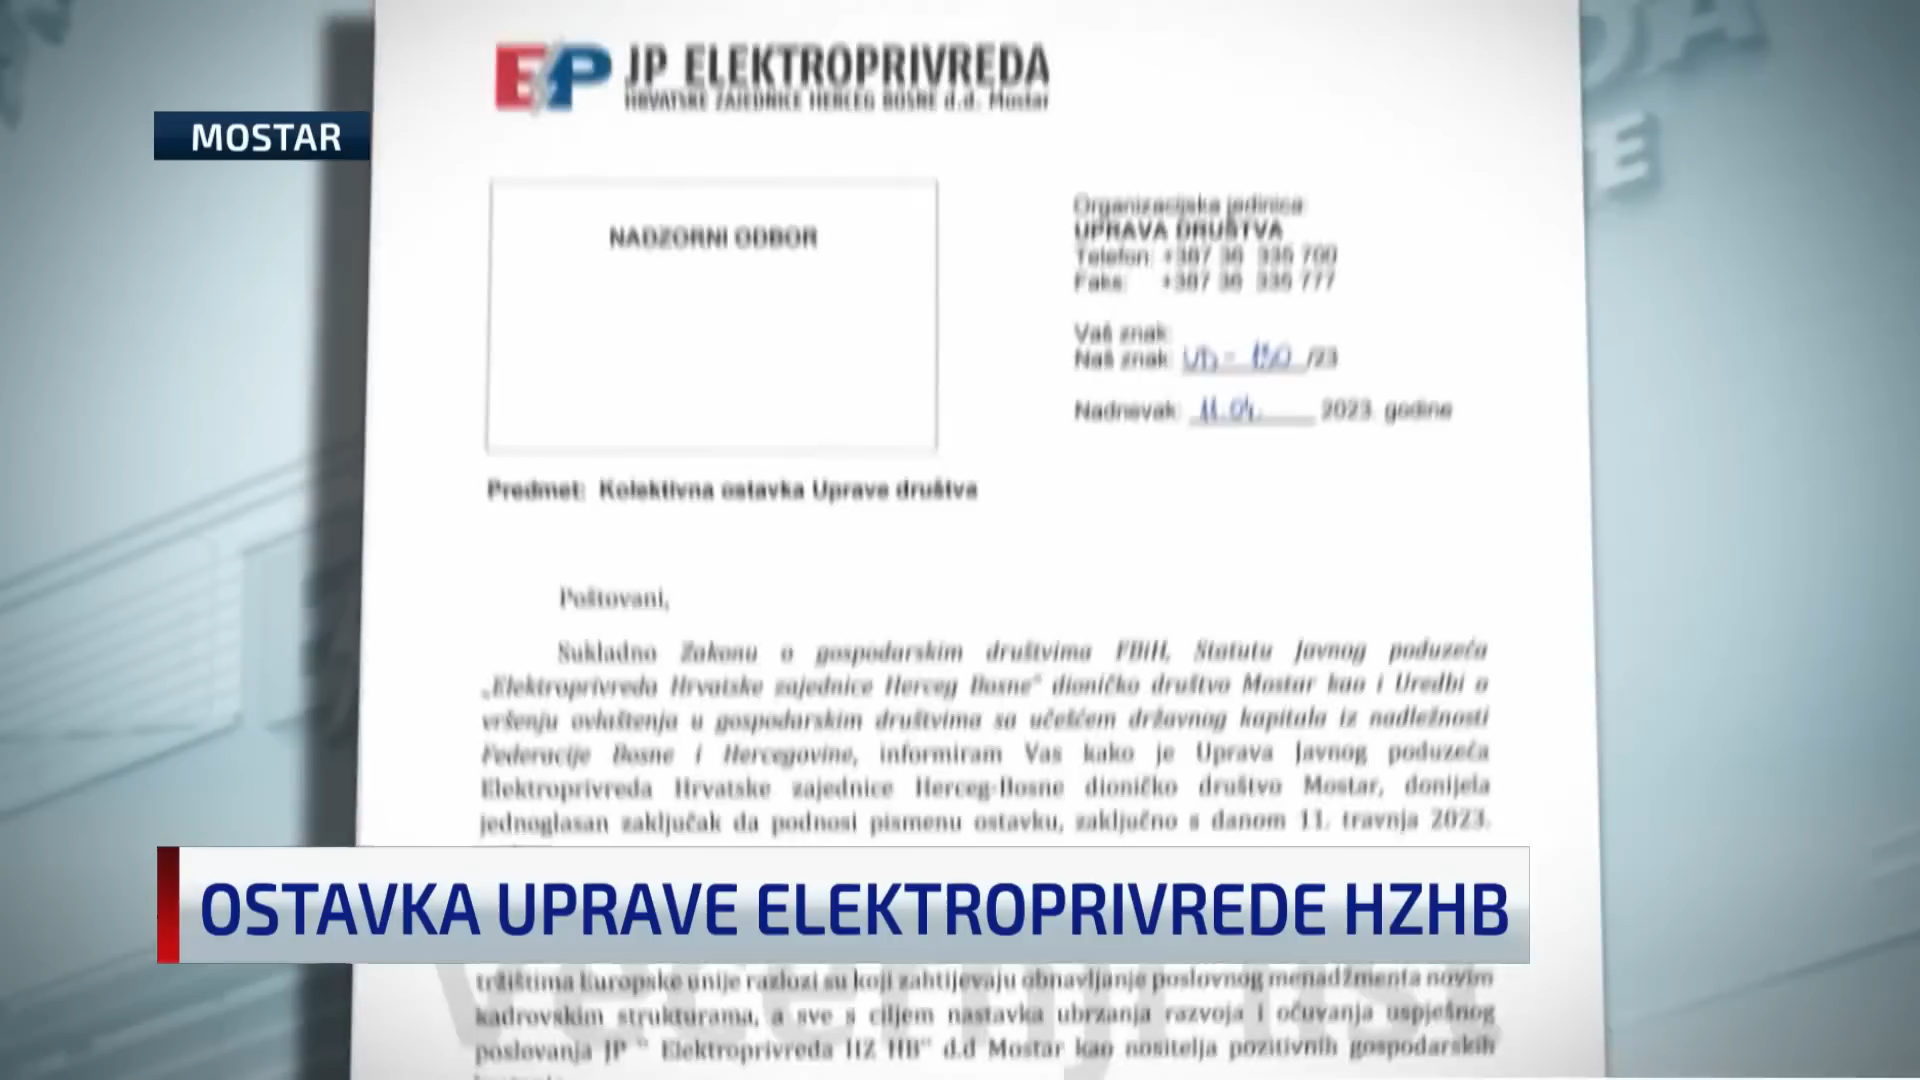 JP ELEKTROPRIVREDA
HRVATSKE ZAJEDNICE HERCEG BOSNE d.d. Mostar
MOSTAR
NADZORNI ODBOR
Organizacijska jedinica:
UPRAVA DRUŠTVA
Telefon: +387 36 335 700
Faks: +387 36 335 777
Vaš znak:
Naš znak: /23
Nadnevak: 11.04. 2023. godine
Predmet: Kolektivna ostavka Uprave društva
Poštovani,
Sukladno Zakonu o gospodarskim društvima FBiH, Statutu Javnog poduzeća
„Elektroprivreda Hrvatske zajednice Herceg Bosne" dioničko društvo Mostar kao i Uredbi o
vršenju ovlaštenja u gospodarskim društvima sa učešćem državnog kapitala iz nadležnosti
Federacije Bosne i Hercegovine, informiram Vas kako je Uprava Javnog poduzeća
Elektroprivreda Hrvatske zajednice Herceg-Bosne dioničko društvo Mostar, donijela
jednoglasan zaključak da podnosi pismenu ostavku, zaključno s danom 11. travnja 2023.
OSTAVKA UPRAVE ELEKTROPRIVREDE HZHB
tržištima Europske unije razlozi su koji zahtijevaju obnavljanje poslovnog menadžmenta novim
kadrovskim strukturama, a sve s ciljem nastavka ubrzanja razvoja i očuvanja uspješnog
poslovanja JP " Elektroprivreda HZ HB" d.d Mostar kao nositelja pozitivnih gospodarskih